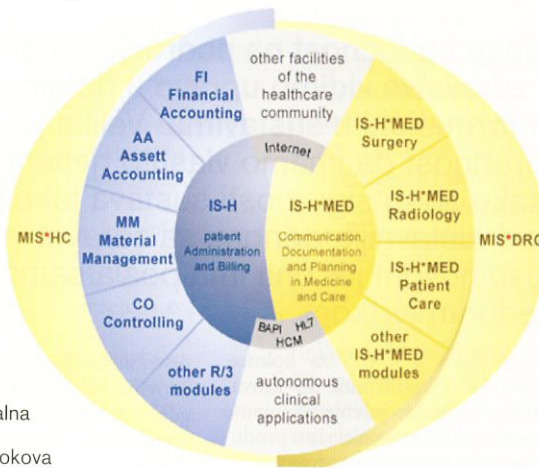 other facilities
of the
healthcare
community
Internet
FI
Financial
Accounting
AA
Assett
Accounting
MM
Material
Management
CO
Controlling
other R/3
modules
MIS*HC
IS-H
patient
Administration
and Billing
IS-H*MED
Communication,
Documentation
and Planning
in Medicine
and Care
IS-H*MED
Surgery
IS-H*MED
Radiology
IS-H*MED
Patient
Care
other
IS-H*MED
modules
MIS*DRG
BAPI HL7
HCM
autonomous
clinical
applications
alna
okova